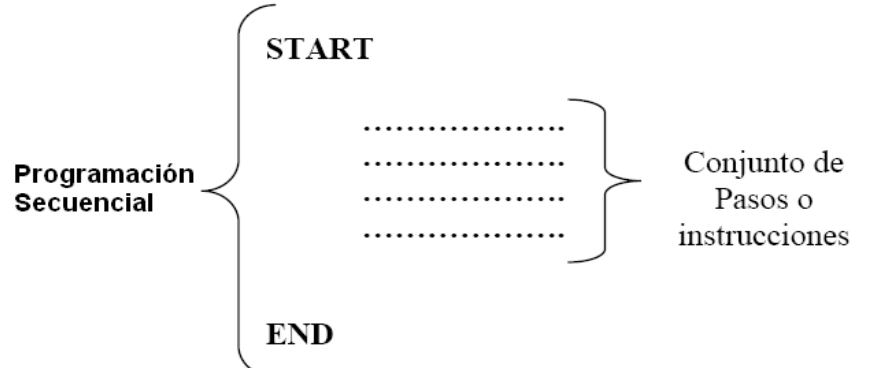 START
....................
....................
....................
....................
Programación
Secuencial
Conjunto de
Pasos o
instrucciones
END